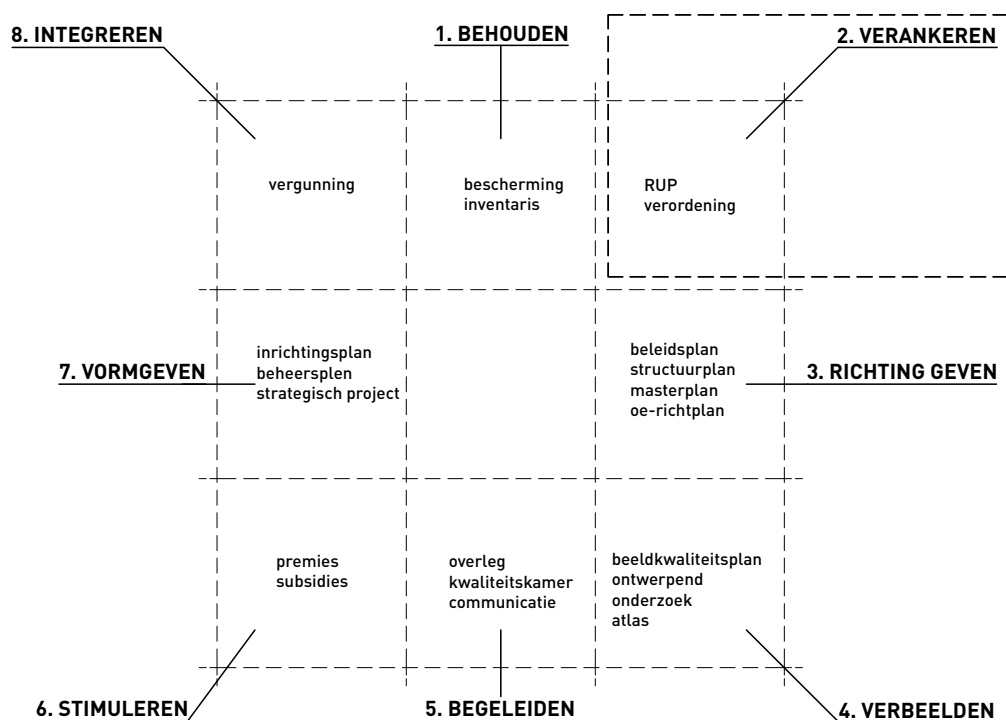 8. INTEGREREN
1. BEHOUDEN
2. VERANKEREN
vergunning
bescherming
inventaris
RUP
verordening
7. VORMGEVEN
inrichtingsplan
beheersplen
strategisch project
beleidsplan
structuurplan
masterplan
oe-richtplan
3. RICHTING GEVEN
premies
subsidies
overleg
kwaliteitskamer
communicatie
beeldkwaliteitsplan
ontwerpend
onderzoek
atlas
6. STIMULEREN
5. BEGELEIDEN
4. VERBEELDEN